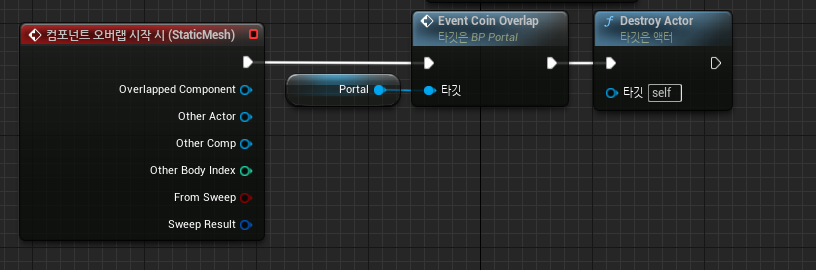 컴포넌트 오버랩 시작 시 (StaticMesh)
Overlapped Component
Other Actor
Other Comp
Other Body Index
From Sweep
Sweep Result
Portal
Event Coin Overlap
타깃은 BP Portal
타깃
Destroy Actor
타깃은 액터
타깃 self